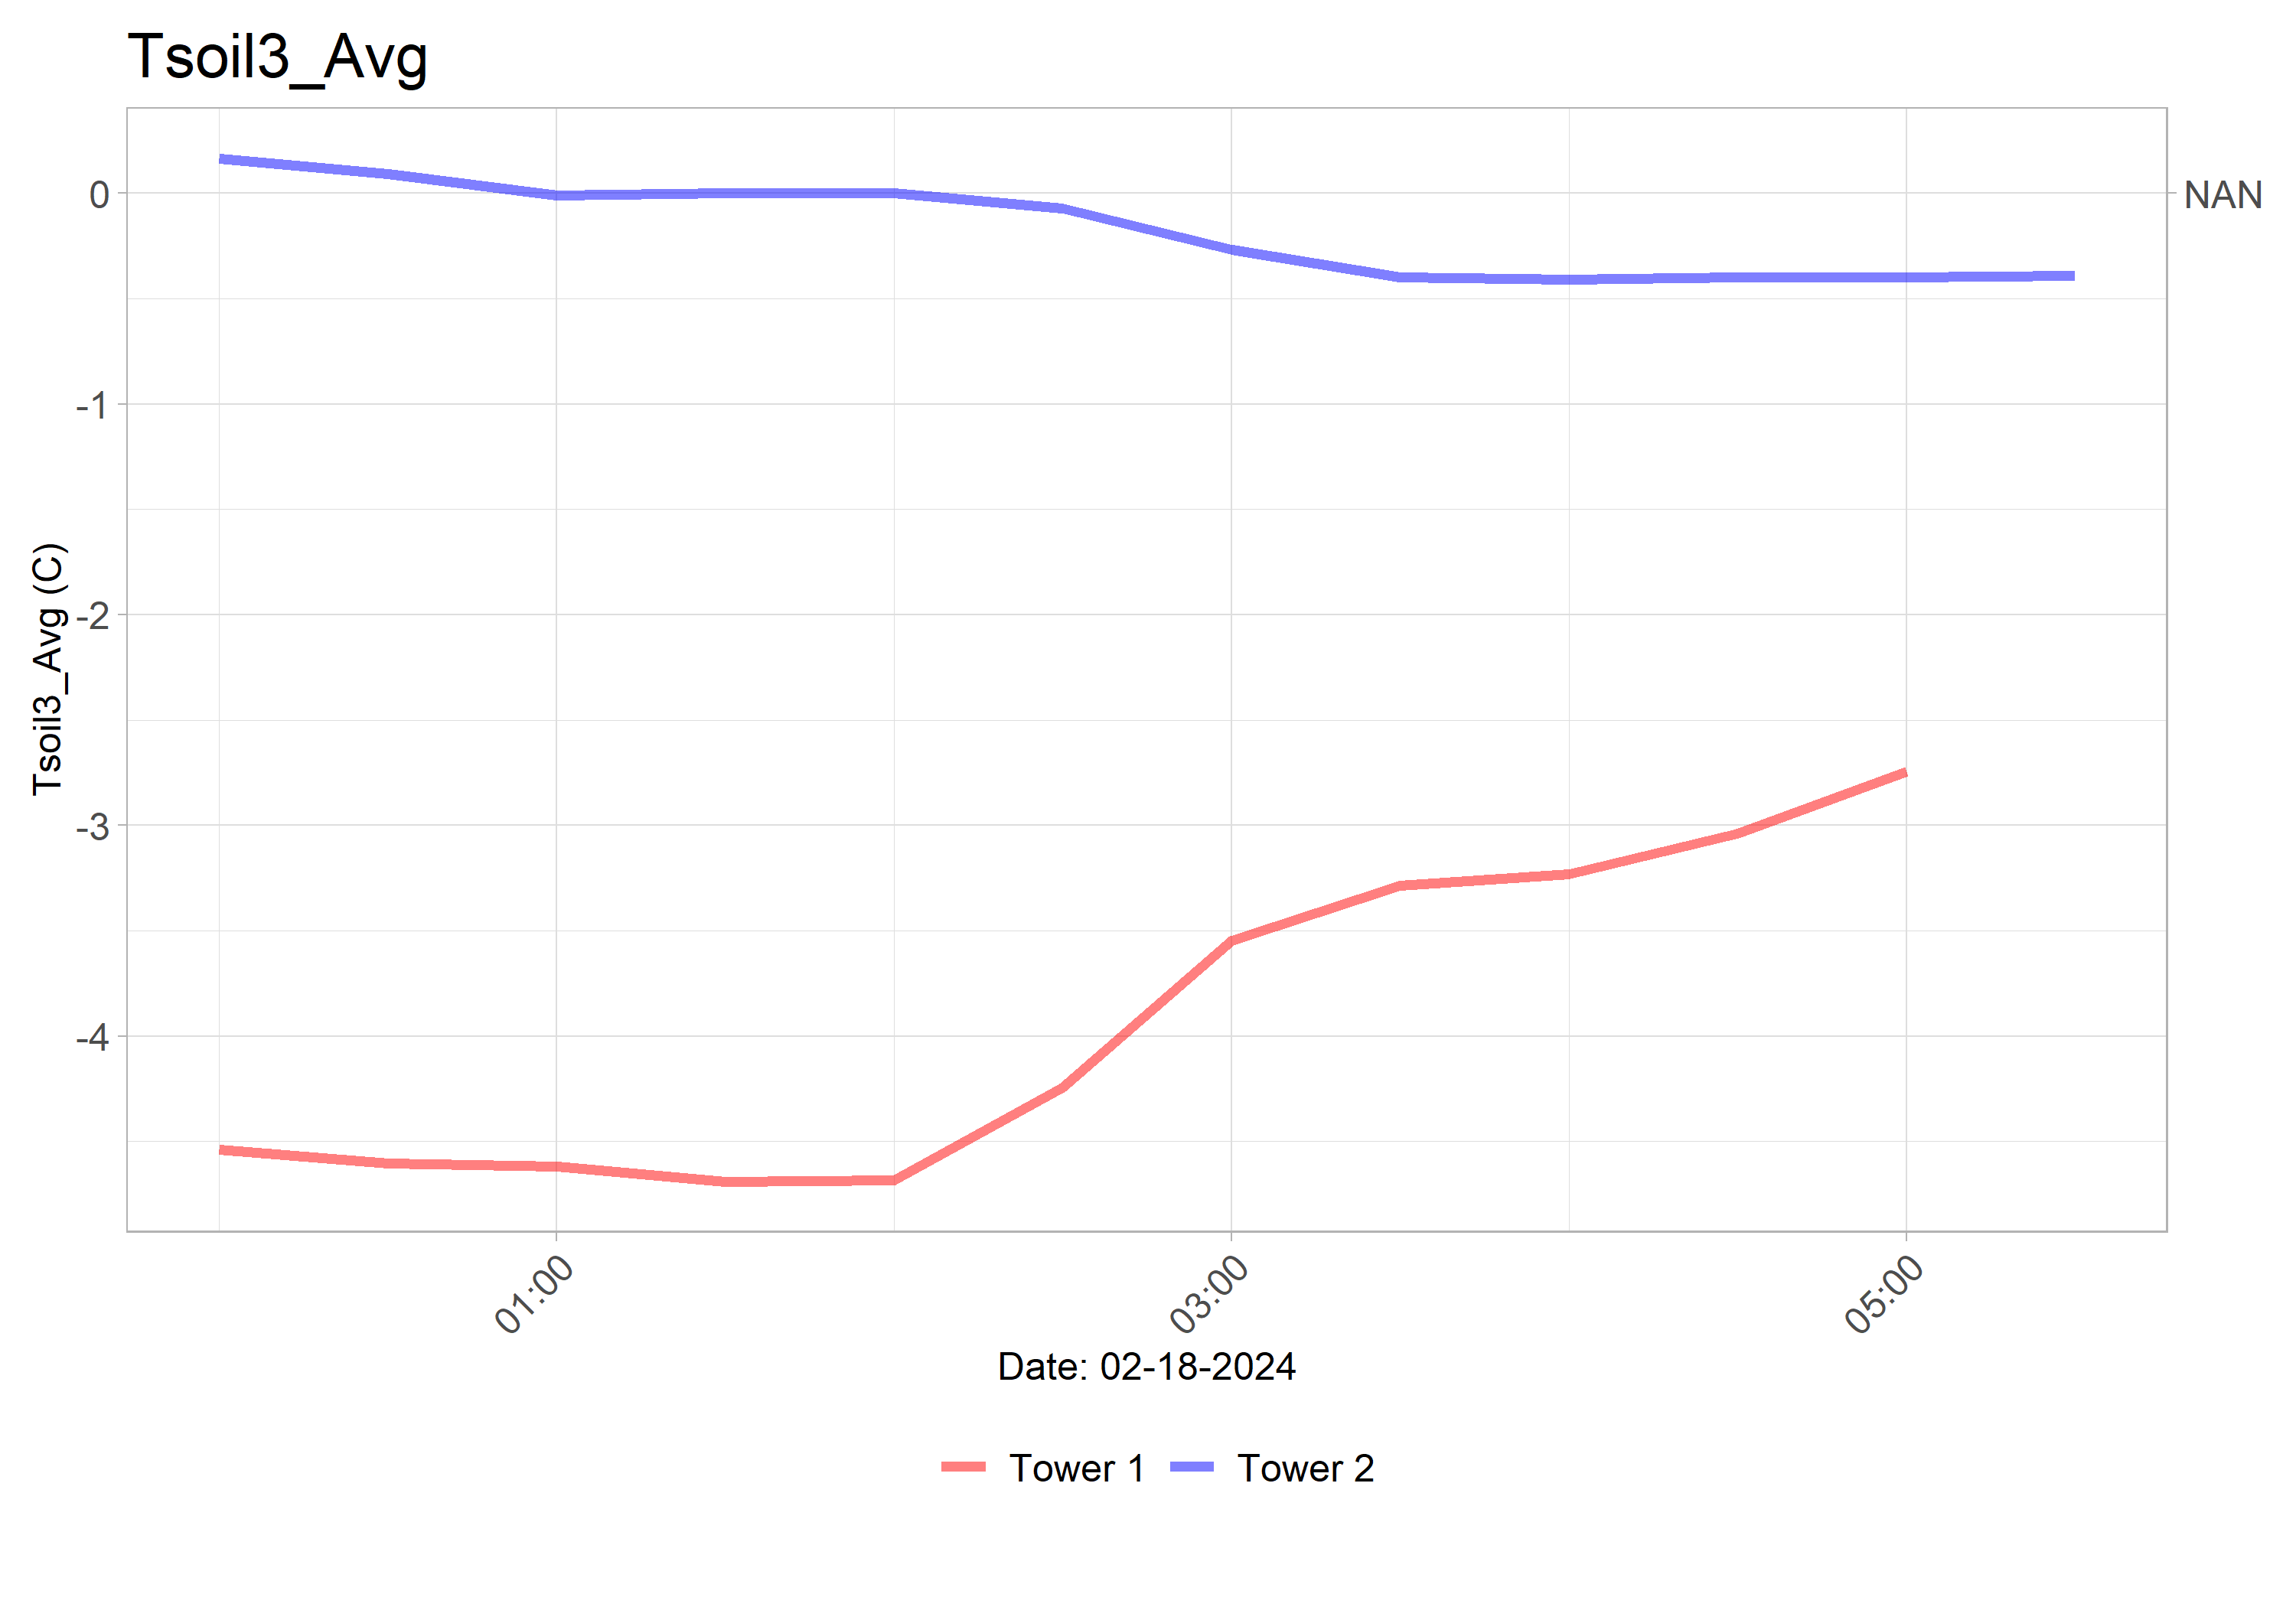 Tsoil3_Avg
0
NAN
-1
-2
-3
-4
Tsoil3_Avg (C)
01:00
03:00
05:00
Date: 02-18-2024
Tower 1
Tower 2